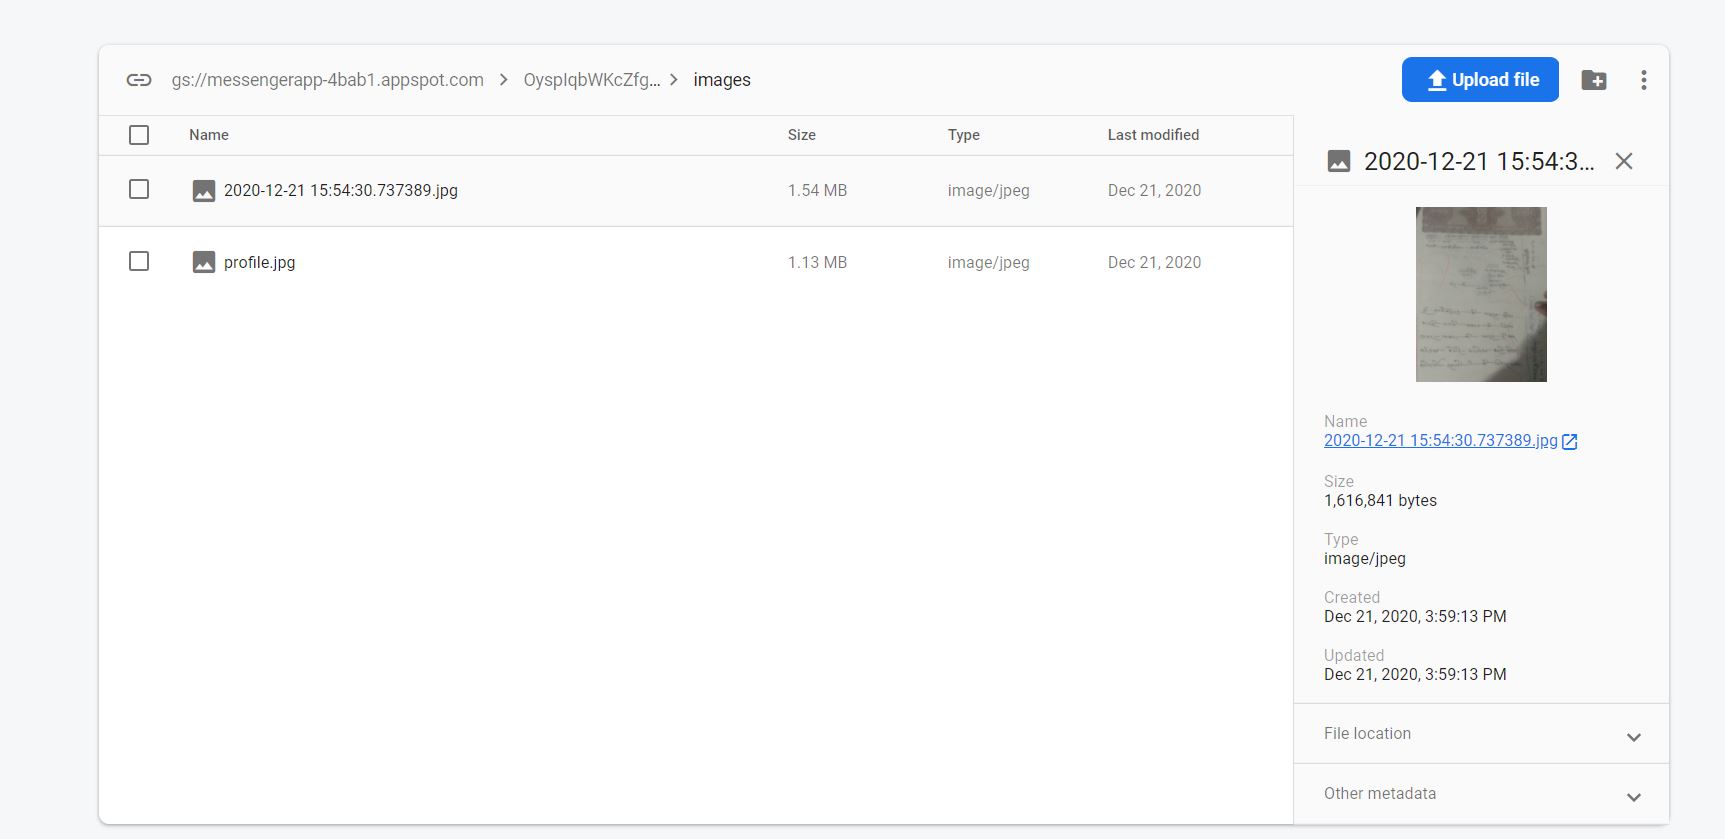 gs://messengerapp-4bab1.appspot.com > OyspIqbWKcZfg... > images
Upload file
Name Size Type Last modified
2020-12-21 15:54:30.737389.jpg 1.54 MB image/jpeg Dec 21, 2020
profile.jpg 1.13 MB image/jpeg Dec 21, 2020
2020-12-21 15:54:3...
Name
2020-12-21 15:54:30.737389.jpg
Size
1,616,841 bytes
Type
image/jpeg
Created
Dec 21, 2020, 3:59:13 PM
Updated
Dec 21, 2020, 3:59:13 PM
File location
Other metadata